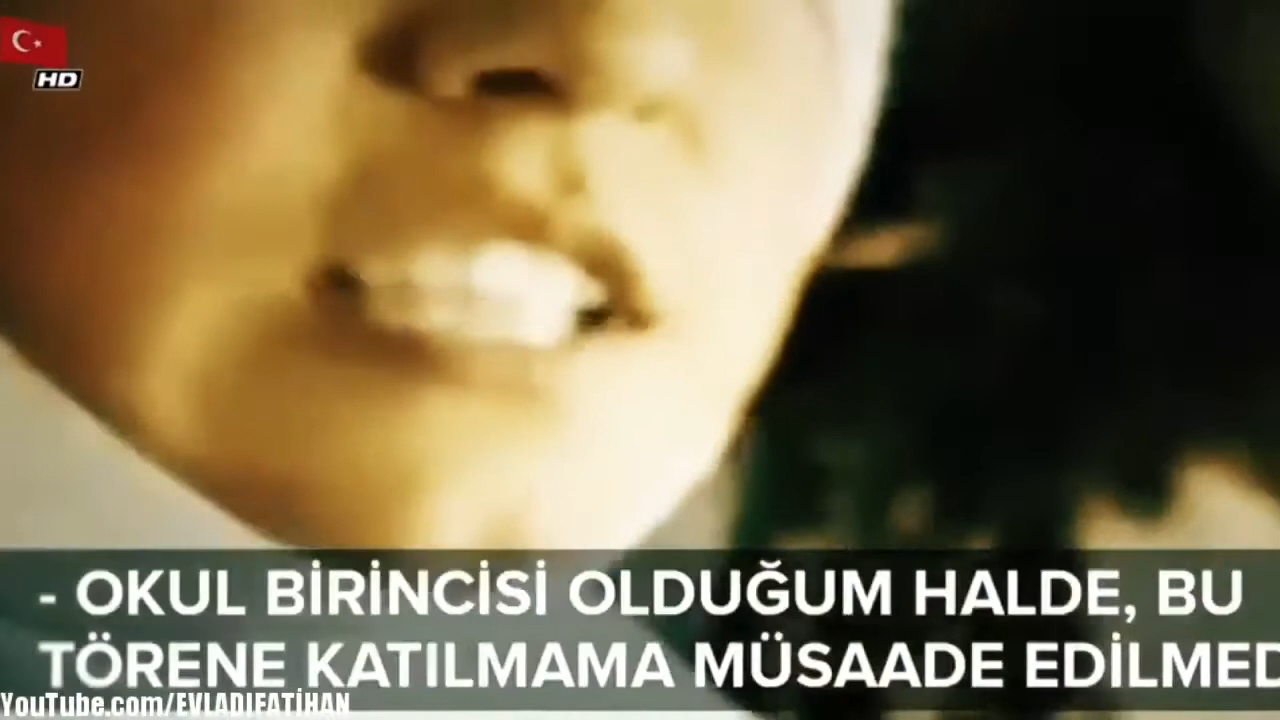 HD
- OKUL BİRİNCİSİ OLDUĞUM HALDE, BU
TÖRENE KATILMAMA MÜSAADE EDİLMED
YouTube.com/EVLADIFATİHAN